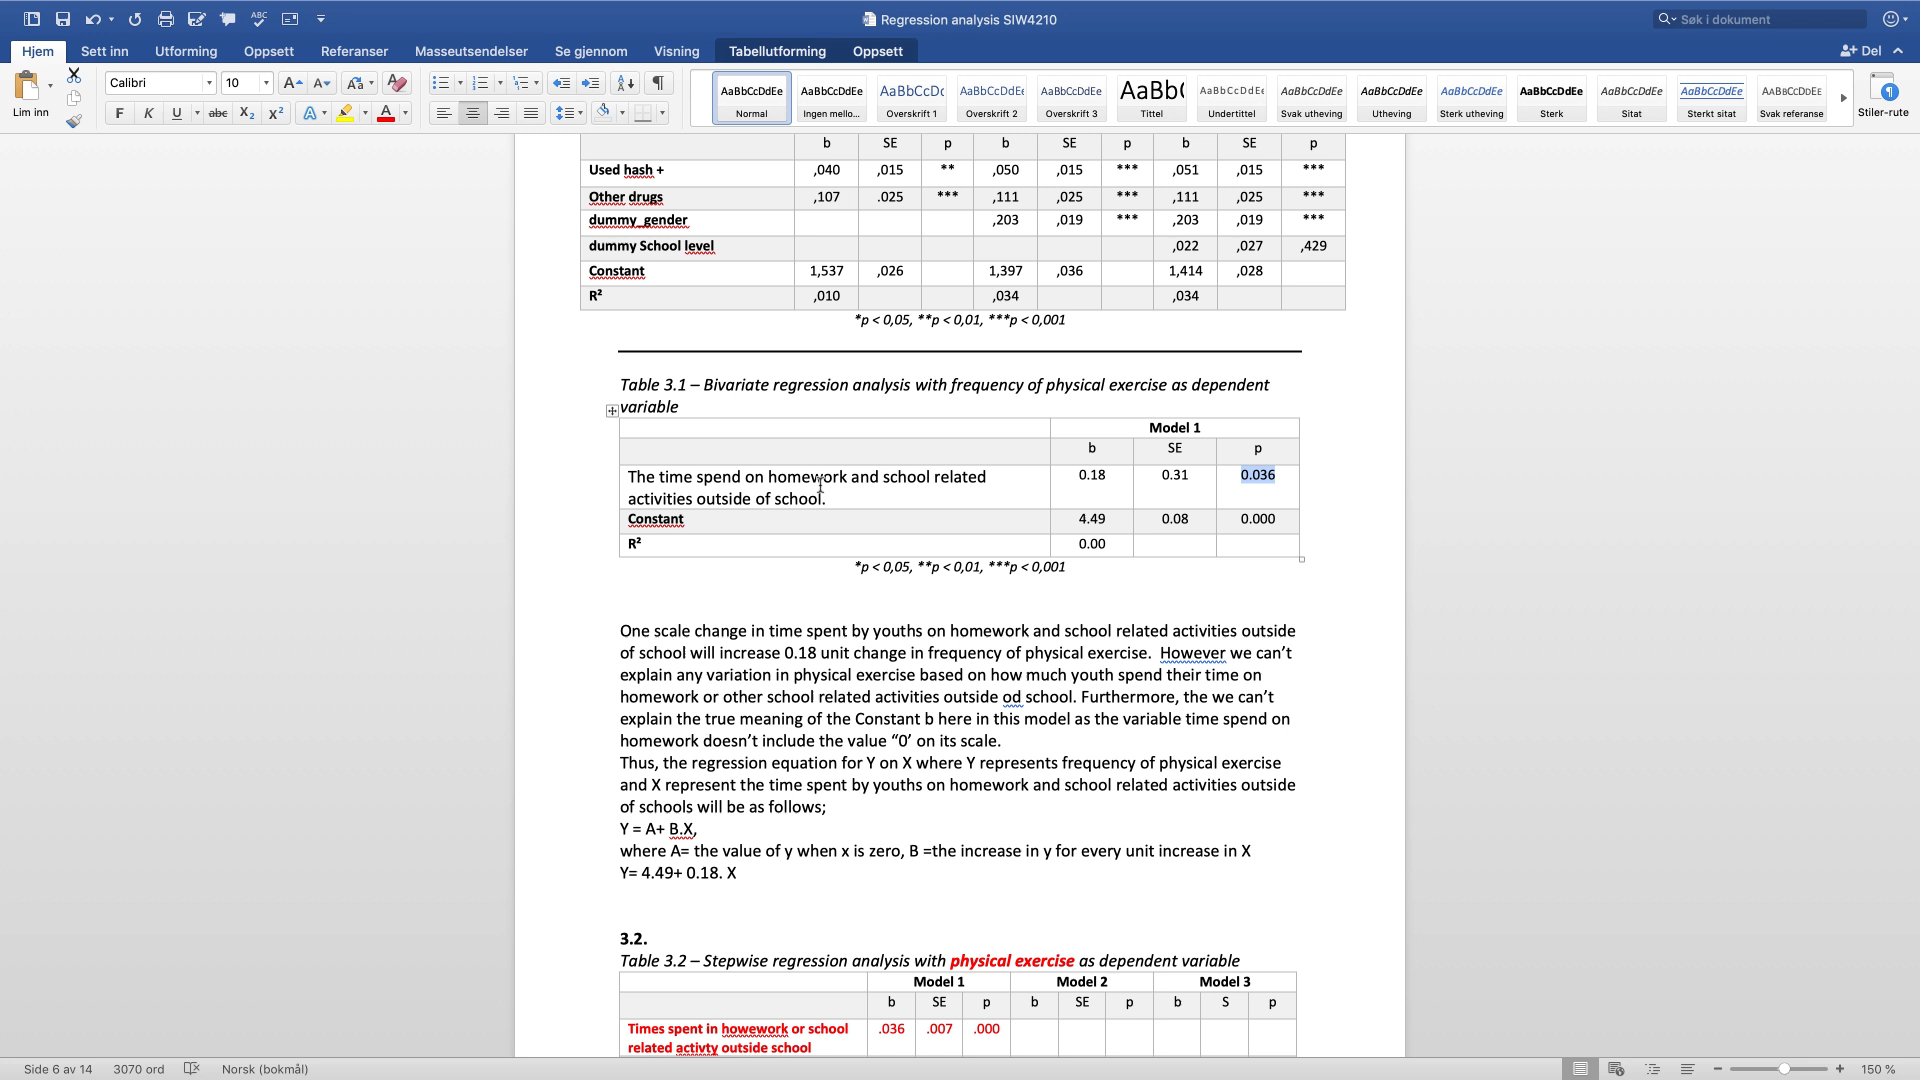 ABC
Regression analysis SIW4210
Søk i dokument
Hjem Sett inn Utforming Oppsett Referanser Masseutsendelser Se gjennom Visning Tabellutforming Oppsett Del
Lim inn
Calibri 10
F K U abc X₂ X²
AaBbCcDdEe AaBbCcDdEe AaBbCcDc AaBbCcDdEe AaBbCcDdEe AaBb( AaBbCcDdEe AaBbCcDdEe AaBbCcDdEe AaBbCcDdEe AaBbCcDdEe AaBbCcDdEe AaBbCcDdEe AaBbCcDdEe
Normal Ingen mello... Overskrift 1 Overskrift 2 Overskrift 3 Tittel Undertittel Svak utheving Utheving Sterk utheving Sterk Sitat Sterkt sitat Svak referanse
Stiler-rute
b SE p b SE p b SE p
Used hash + ,040 ,015 ** ,050 ,015 *** ,051 ,015 ***
Other drugs ,107 .025 *** ,111 ,025 *** ,111 ,025 ***
dummy_gender ,203 ,019 *** ,203 ,019 ***
dummy School level ,022 ,027 ,429
Constant 1,537 ,026 1,397 ,036 1,414 ,028
R² ,010 ,034 ,034
*p < 0,05, **p < 0,01, ***p < 0,001
Table 3.1 – Bivariate regression analysis with frequency of physical exercise as dependent
variable
Model 1
b SE p
The time spend on homework and school related 0.18 0.31 0.036
activities outside of school.
Constant 4.49 0.08 0.000
R² 0.00
*p < 0,05, **p < 0,01, ***p < 0,001
One scale change in time spent by youths on homework and school related activities outside
of school will increase 0.18 unit change in frequency of physical exercise.  However we can't
explain any variation in physical exercise based on how much youth spend their time on
homework or other school related activities outside od school. Furthermore, the we can't
explain the true meaning of the Constant b here in this model as the variable time spend on
homework doesn't include the value “0’ on its scale.
Thus, the regression equation for Y on X where Y represents frequency of physical exercise
and X represent the time spent by youths on homework and school related activities outside
of schools will be as follows;
Y = A+ B.X,
where A= the value of y when x is zero, B =the increase in y for every unit increase in X
Y= 4.49+ 0.18. X
3.2.
Table 3.2 – Stepwise regression analysis with physical exercise as dependent variable
Model 1 Model 2 Model 3
b SE p b SE p b S p
Times spent in howework or school .036 .007 .000
related activty outside school
Side 6 av 14 3070 ord Norsk (bokmål) 150 %